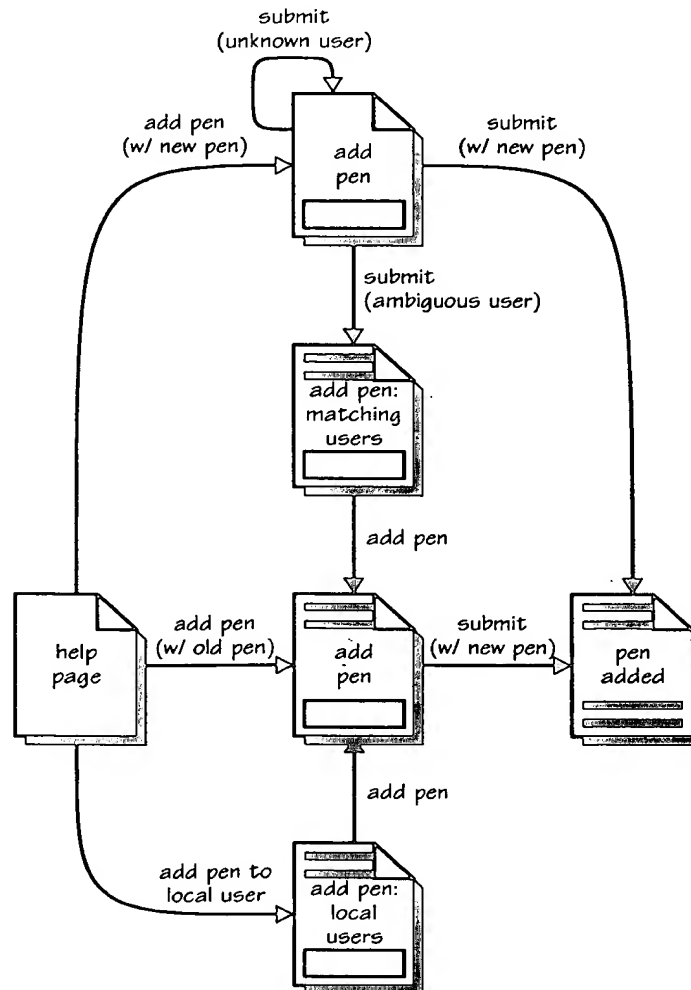 submit
(unknown user)
add pen
(w/ new pen)
add
pen
submit
(w/ new pen)
submit
(ambiguous user)
add pen:
matching
users
add pen
help
page
add pen
(w/ old pen)
add
pen
submit
(w/ new pen)
pen
added
add pen
add pen to
local user
add pen:
local
users